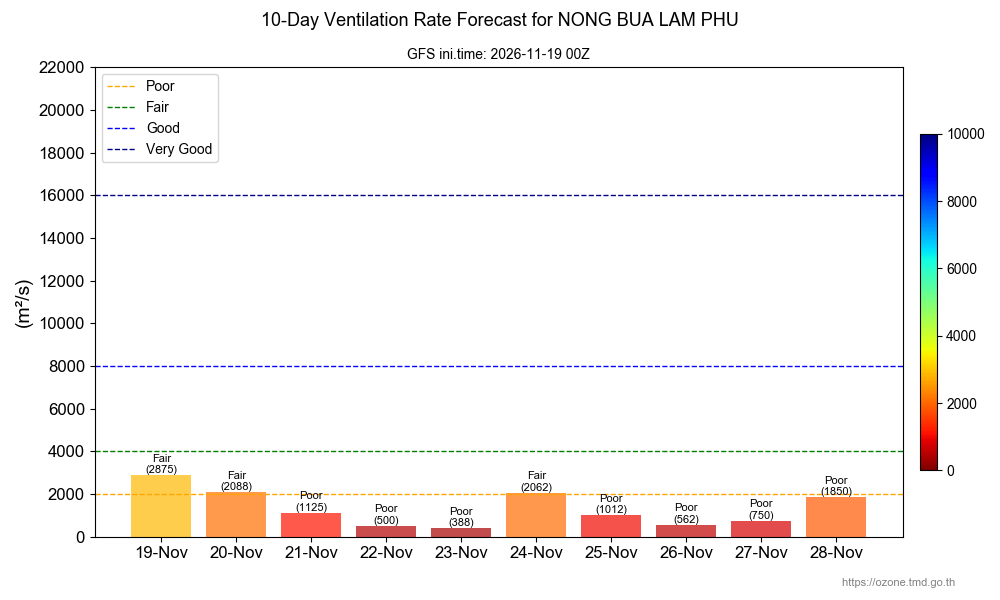 10-Day Ventilation Rate Forecast for NONG BUA LAM PHU
GFS ini.time: 2026-11-19 00Z
22000
20000
18000
16000
14000
12000
10000
8000
6000
4000
2000
0
(m²/s)
Poor
Fair
Good
Very Good
Fair
(2875)
Fair
(2088)
Poor
(1125)
Poor
(500)
Poor
(388)
Fair
(2062)
Poor
(1012)
Poor
(562)
Poor
(750)
Poor
(1850)
19-Nov 20-Nov 21-Nov 22-Nov 23-Nov 24-Nov 25-Nov 26-Nov 27-Nov 28-Nov
10000
8000
6000
4000
2000
0
https://ozone.tmd.go.th